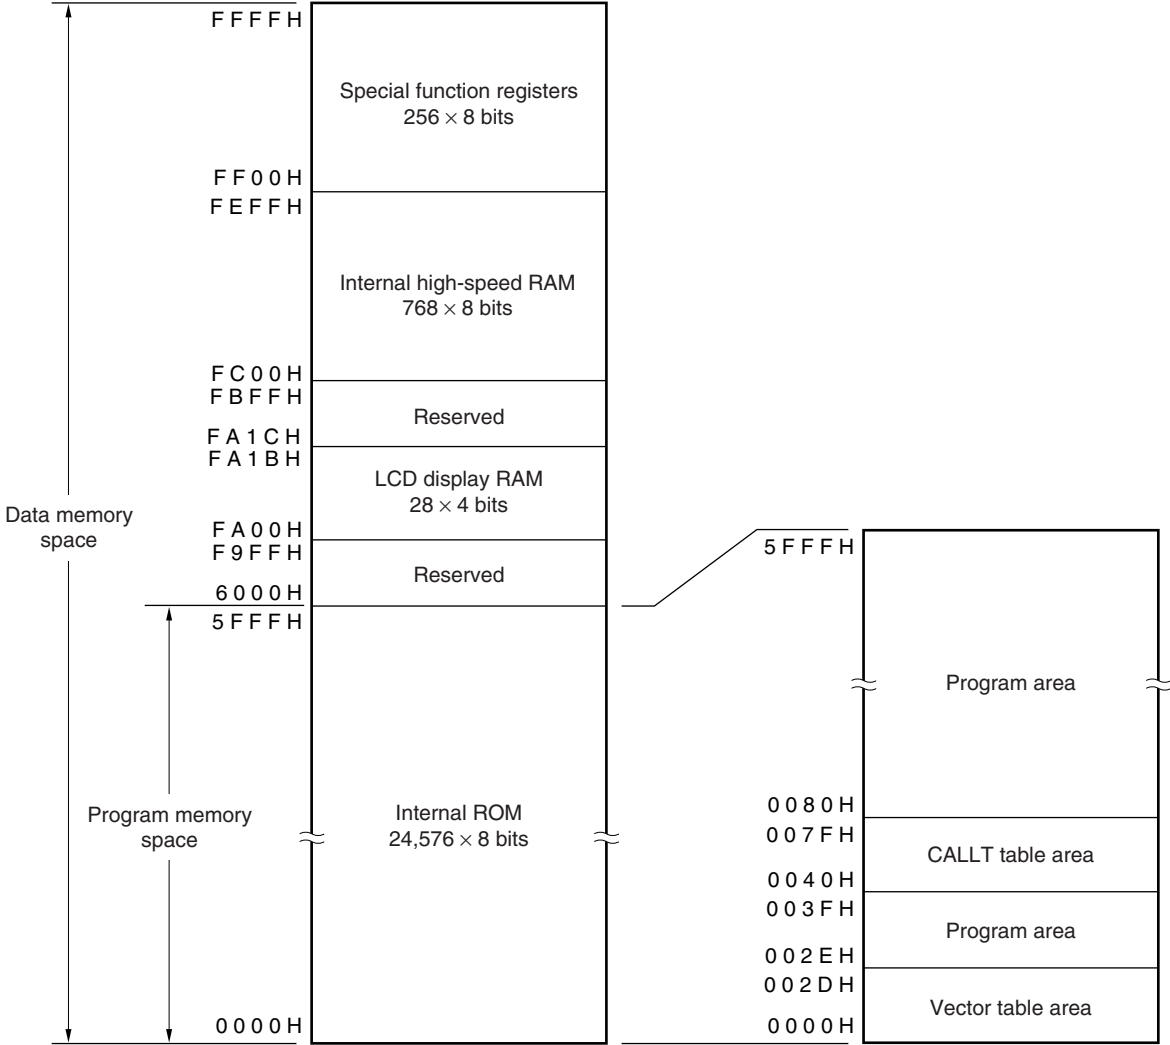 FFFFH
Special function registers
256 × 8 bits
FF00H
FEFFH
Internal high-speed RAM
768 × 8 bits
FC00H
FBFFH
Reserved
FA1CH
FA1BH
LCD display RAM
28 × 4 bits
FA00H
F9FFH
Reserved
6000H
5FFFH
Data memory
space
Program memory
space
Internal ROM
24,576 × 8 bits
0000H
5FFFH
Program area
0080H
007FH
CALLT table area
0040H
003FH
Program area
002EH
002DH
Vector table area
0000H